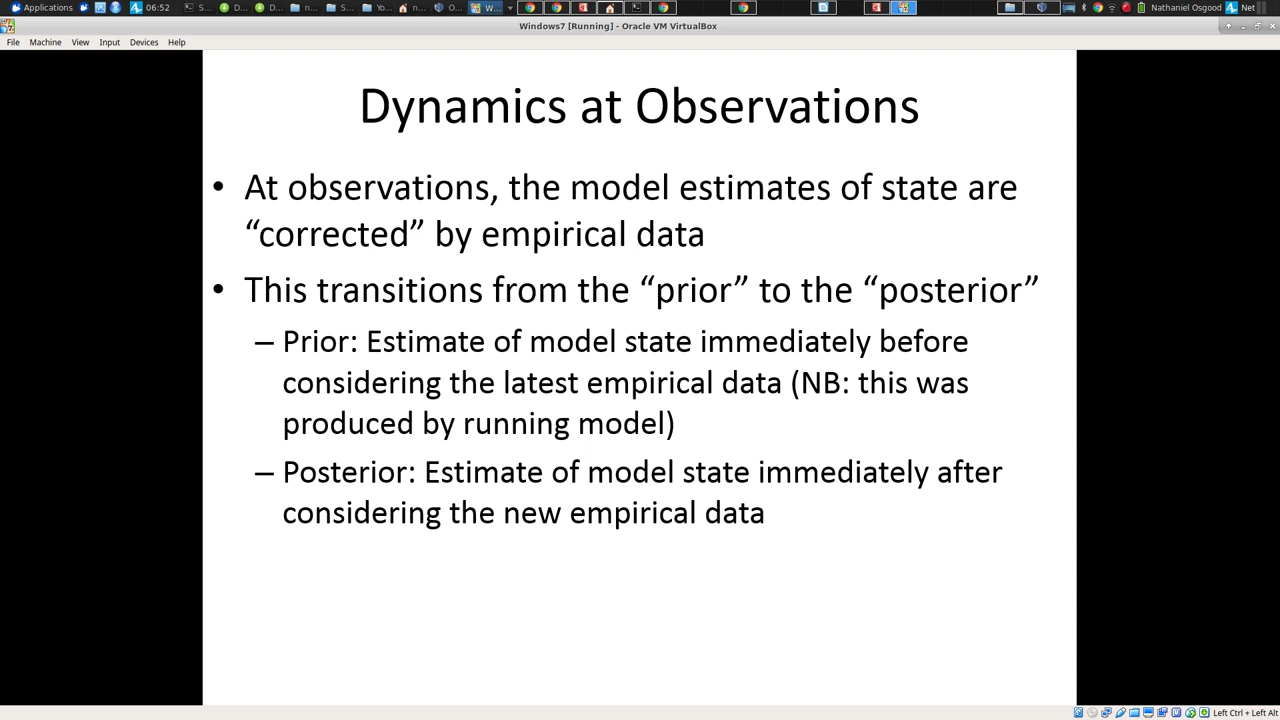 Applications
06:52
S...
D...
D...
n...
S...
Yo...
n...
O...
W...
Nathaniel Osgood
Net
Windows7 [Running] - Oracle VM VirtualBox
File Machine View Input Devices Help
Dynamics at Observations
• At observations, the model estimates of state are
“corrected” by empirical data
• This transitions from the “prior” to the “posterior”
– Prior: Estimate of model state immediately before
considering the latest empirical data (NB: this was
produced by running model)
– Posterior: Estimate of model state immediately after
considering the new empirical data
Left Ctrl + Left Alt